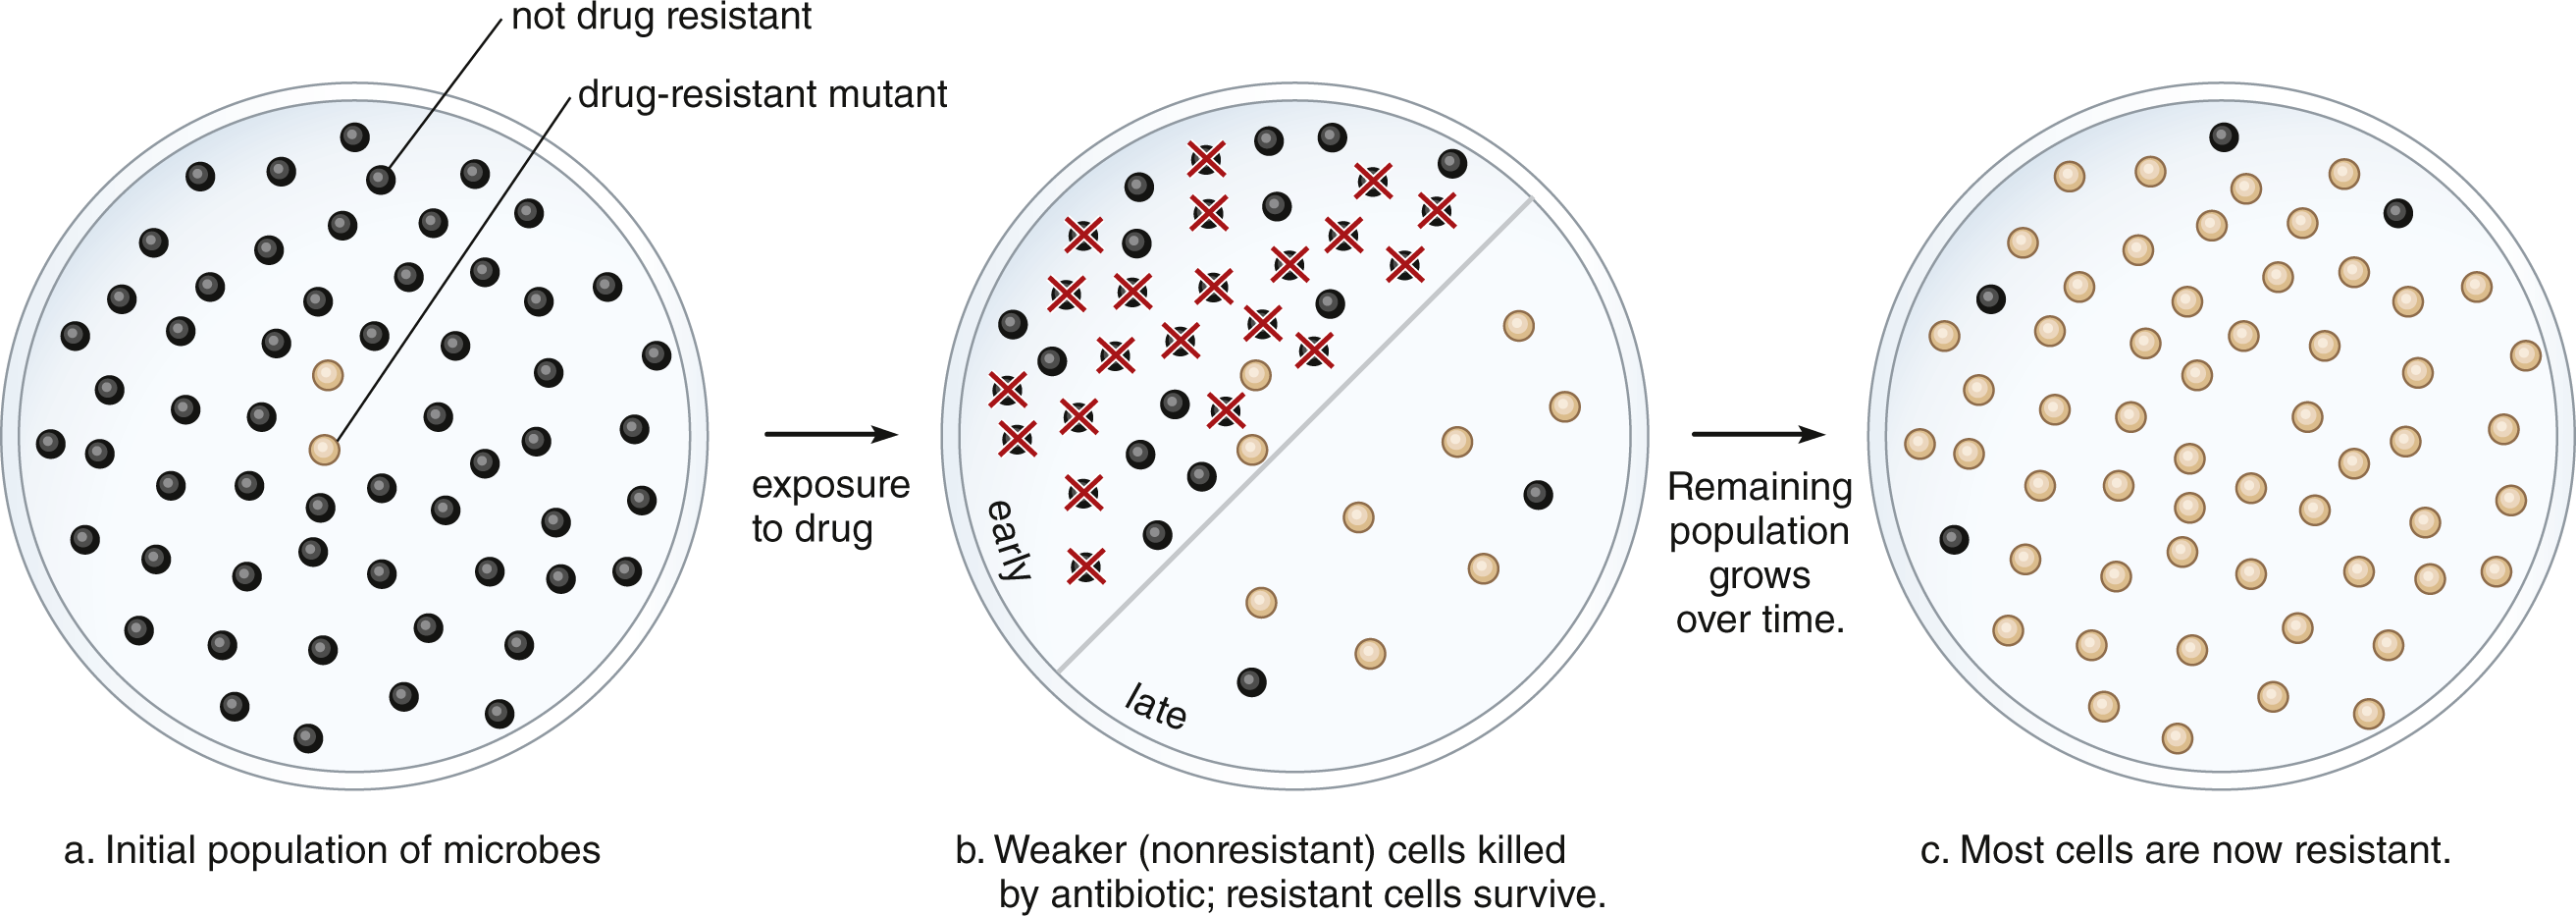 not drug resistant
drug-resistant mutant
exposure
to drug
early
late
Remaining
population
grows
over time.
a. Initial population of microbes
b. Weaker (nonresistant) cells killed
by antibiotic; resistant cells survive.
c. Most cells are now resistant.